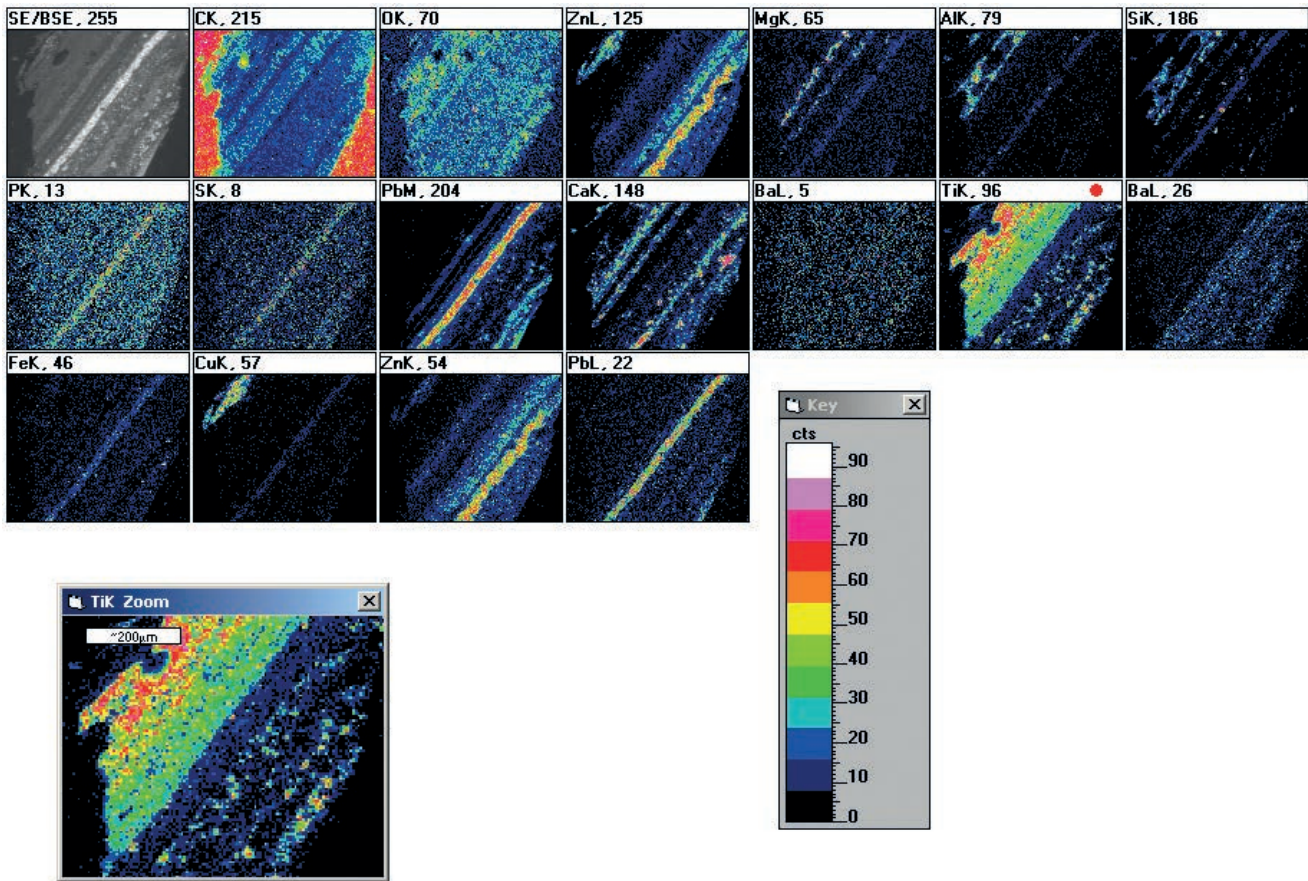 SE/BSE, 255 CK, 215 OK, 70 ZnL, 125 MgK, 65 AlK, 79 SiK, 186
PK, 13 SK, 8 PbM, 204 CaK, 148 BaL, 5 TiK, 96 BaL, 26
FeK, 46 CuK, 57 ZnK, 54 PbL, 22
Key
cts
90
80
70
60
50
40
30
20
10
0
TiK Zoom
~200μm